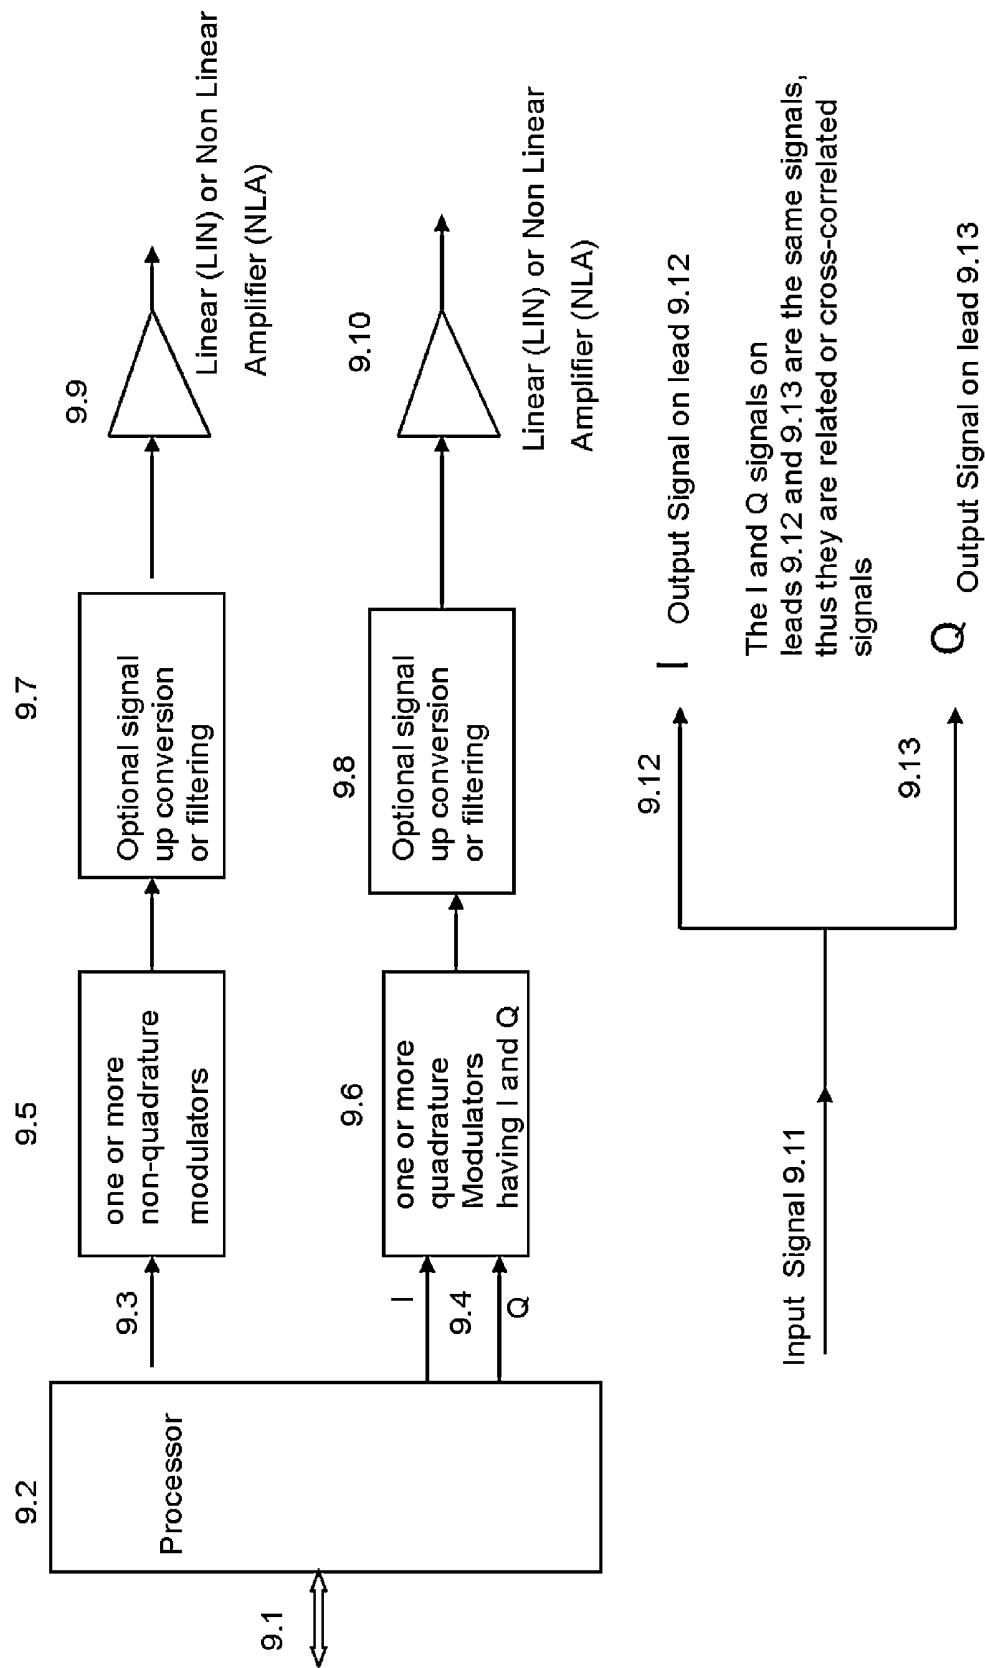 9.2
Processor
9.1
9.3
9.5
one or more
non-quadrature
modulators
9.7
Optional signal
up conversion
or filtering
9.9
Linear (LIN) or Non Linear
Amplifier (NLA)
I
9.4
Q
9.6
one or more
quadrature
Modulators
having I and Q
9.8
Optional signal
up conversion
or filtering
9.10
Linear (LIN) or Non Linear
Amplifier (NLA)
Input Signal 9.11
9.12
I Output Signal on lead 9.12
The I and Q signals on
leads 9.12 and 9.13 are the same signals,
thus they are related or cross-correlated
signals
9.13
Q Output Signal on lead 9.13